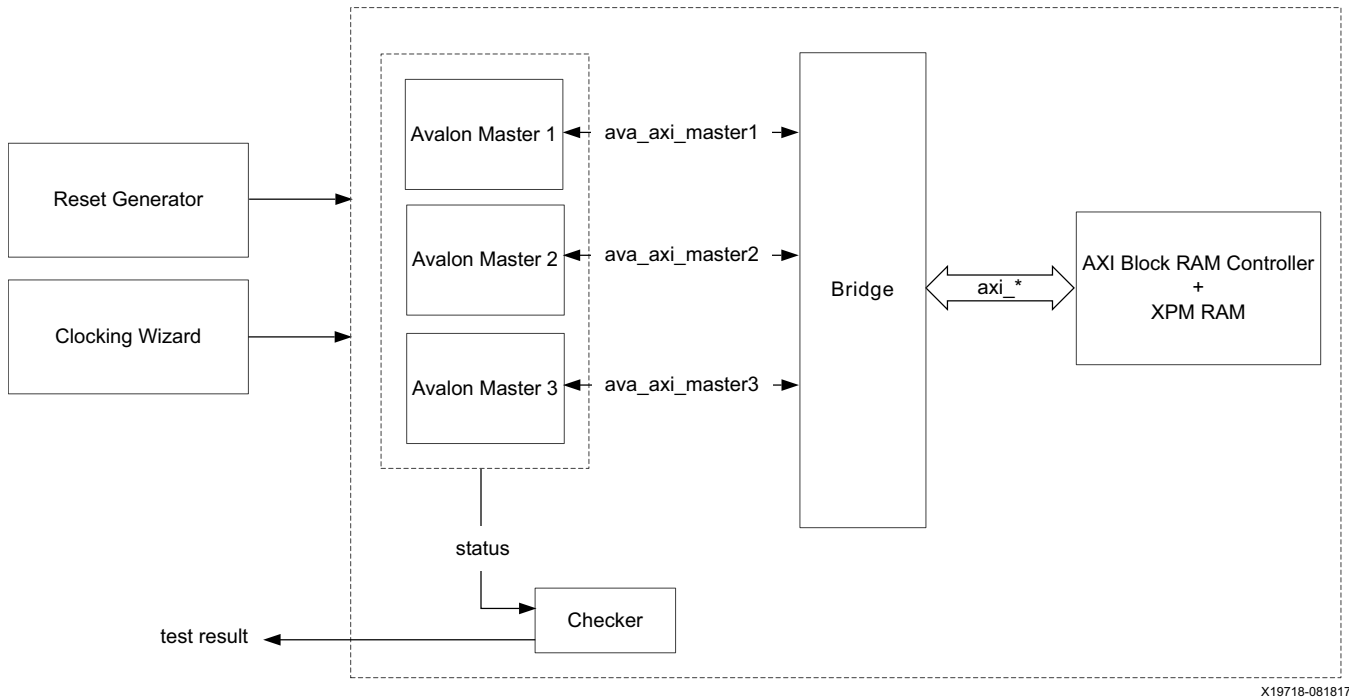 Avalon Master 1
ava_axi_master1
Reset Generator
Avalon Master 2
ava_axi_master2
Bridge
axi_*
AXI Block RAM Controller
+
XPM RAM
Clocking Wizard
Avalon Master 3
ava_axi_master3
status
Checker
test result
X19718-081817